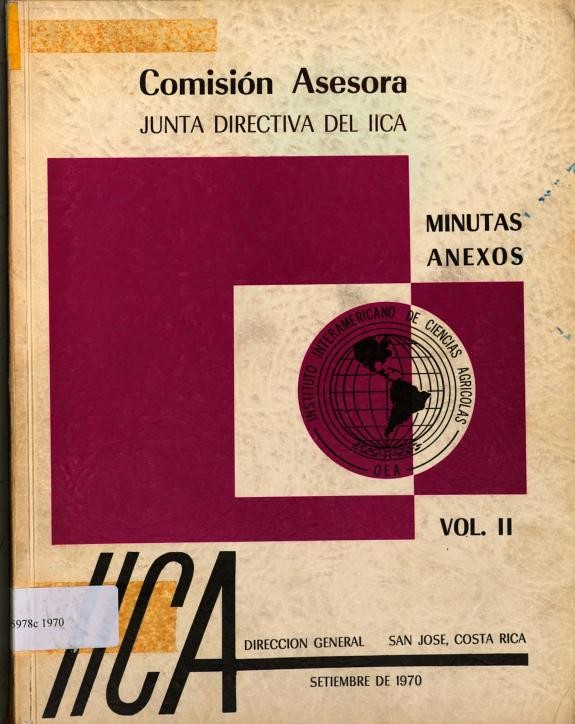 Comisión Asesora
JUNTA DIRECTIVA DEL IICA
MINUTAS
ANEXOS
INSTITUTO INTERAMERICANO DE CIENCIAS AGRICOLAS
OEA
VOL. II
IICA
5978c 1970
DIRECCION GENERAL SAN JOSE, COSTA RICA
SETIEMBRE DE 1970